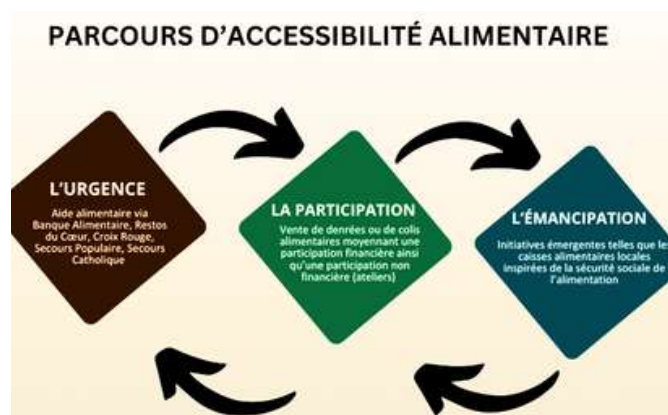 PARCOURS D'ACCESSIBILITÉ ALIMENTAIRE
L'URGENCE
Aide alimentaire via
Banque Alimentaire, Restos
du Cœur, Croix Rouge,
Secours Populaire, Secours
Catholique
LA PARTICIPATION
Vente de denrées ou de colis
alimentaires moyennant une
participation financière ainsi
qu'une participation non
financière (ateliers)
L'ÉMANCIPATION
Initiatives émergentes telles que les
caisses alimentaires locales
inspirées de la sécurité sociale de
l'alimentation